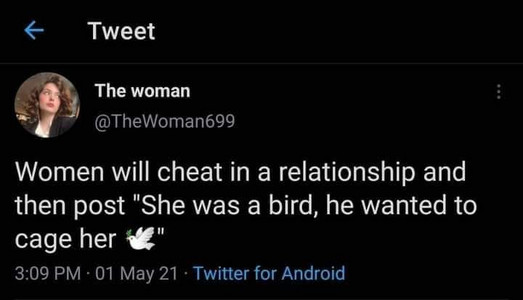 Tweet
The woman
@TheWoman699
Women will cheat in a relationship and
then post "She was a bird, he wanted to
cage her 🕊️"
3:09 PM · 01 May 21 · Twitter for Android